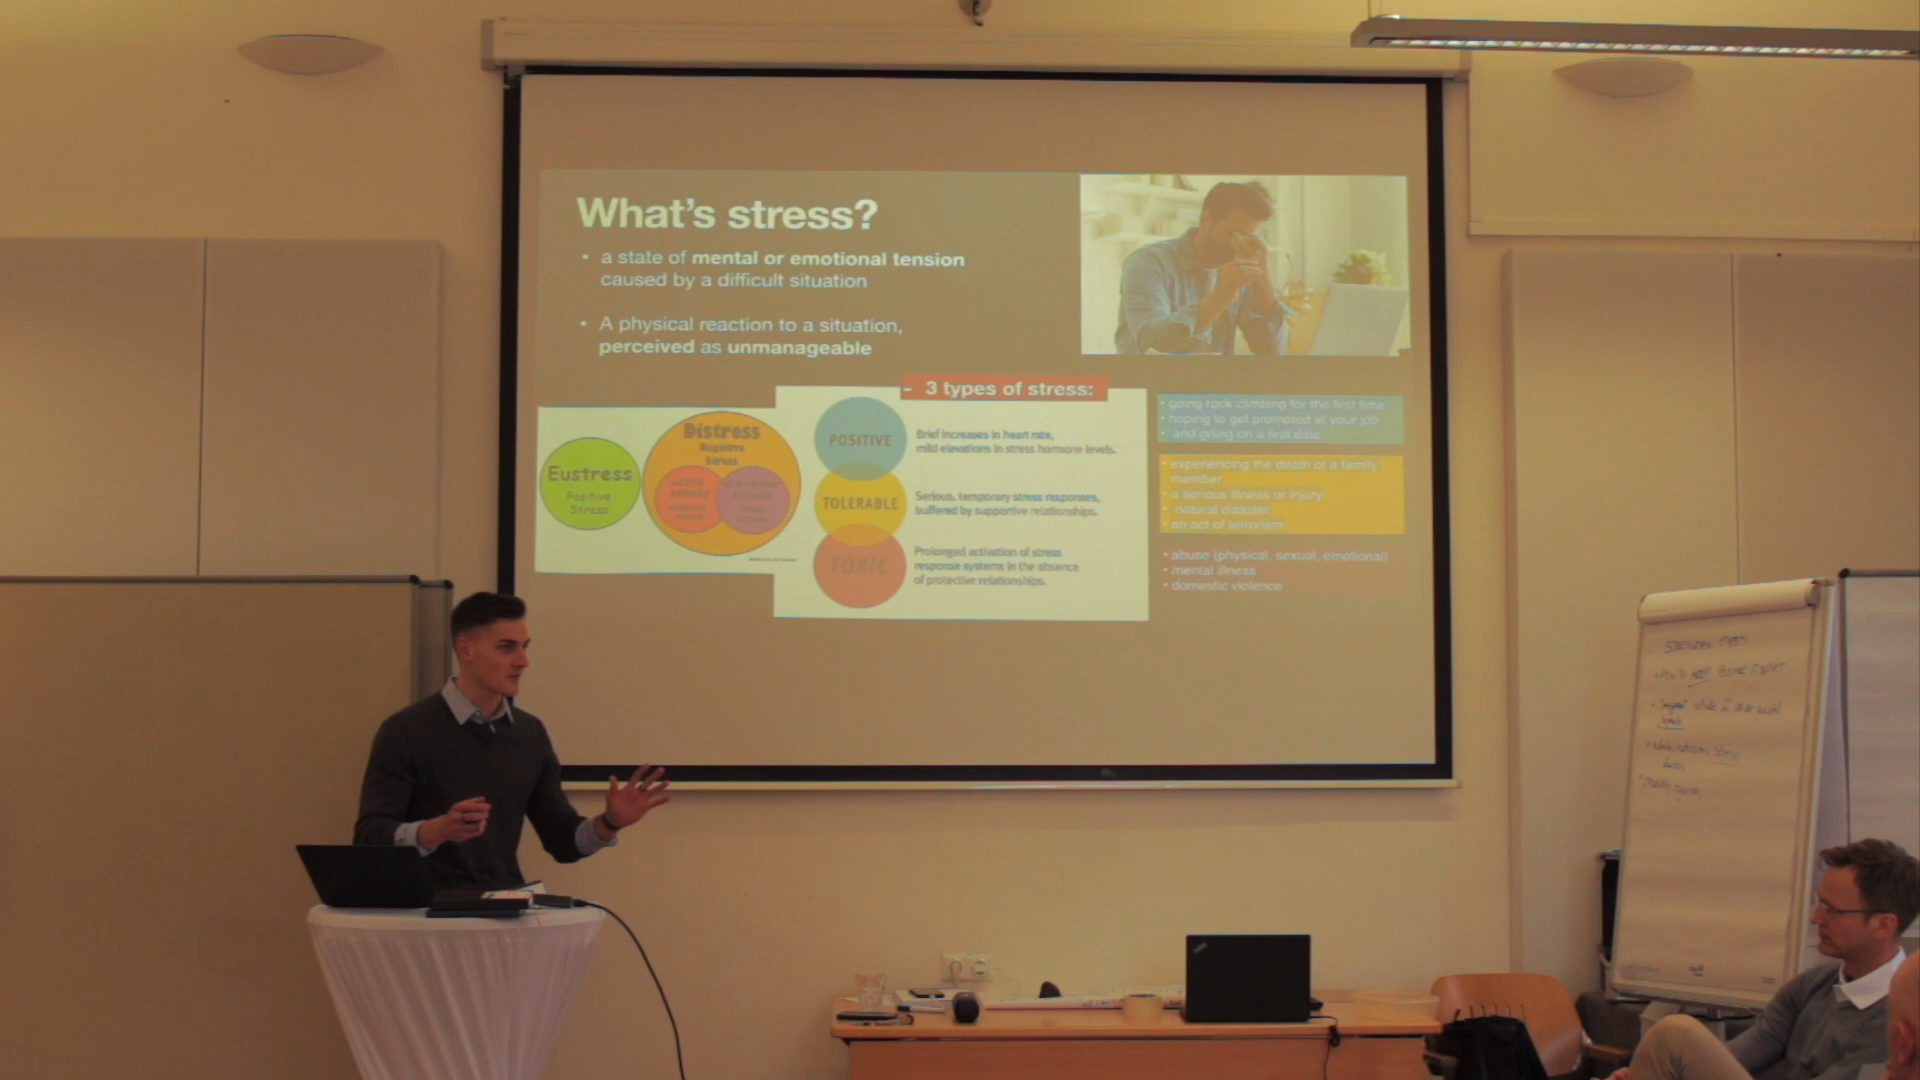 What's stress?
• a state of mental or emotional tension
caused by a difficult situation
• A physical reaction to a situation,
perceived as unmanageable
- 3 types of stress:
Eustress
Positive
Stress
Distress
Negative
Stress
POSITIVE
Brief increases in heart rate,
mild elevations in stress hormone levels.
TOLERABLE
Serious, temporary stress responses,
buffered by supportive relationships.
TOXIC
Prolonged activation of stress
response systems in the absence
of protective relationships.
• going rock climbing for the first time
• hoping to get promoted at your job
• and going on a first date
• experiencing the death of a family
member
• a serious illness or injury
• natural disaster
• an act of terrorism
• abuse (physical, sexual, emotional)
• mental illness
• domestic violence